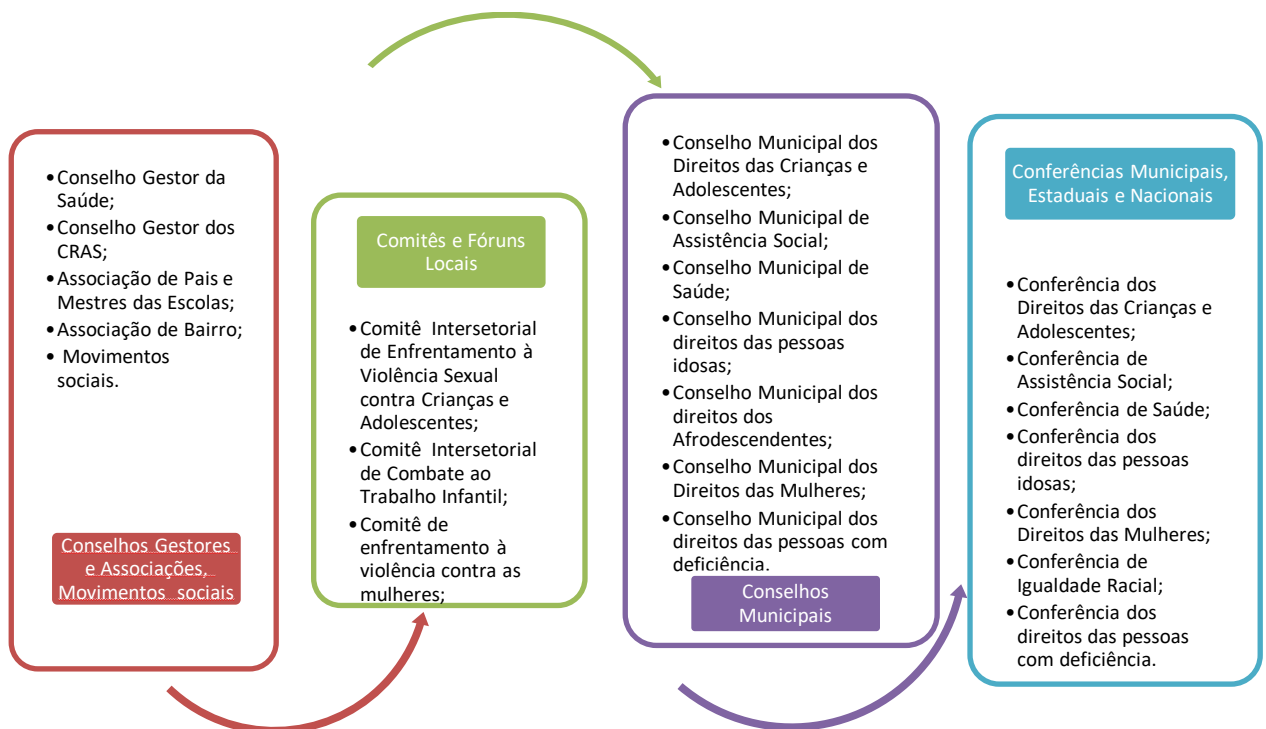 •Conselho Gestor da
Saúde;
•Conselho Gestor dos
CRAS;
•Associação de Pais e
Mestres das Escolas;
•Associação de Bairro;
• Movimentos
sociais.
Conselhos Gestores
e Associações,
Movimentos sociais
Comitês e Fóruns
Locais
•Comitê Intersetorial
de Enfrentamento à
Violência Sexual
contra Crianças e
Adolescentes;
•Comitê Intersetorial
de Combate ao
Trabalho Infantil;
•Comitê de
enfrentamento à
violência contra as
mulheres;
•Conselho Municipal dos
Direitos das Crianças e
Adolescentes;
•Conselho Municipal de
Assistência Social;
•Conselho Municipal de
Saúde;
•Conselho Municipal dos
direitos das pessoas
idosas;
•Conselho Municipal dos
direitos dos
Afrodescendentes;
•Conselho Municipal dos
Direitos das Mulheres;
•Conselho Municipal dos
direitos das pessoas com
deficiência.
Conselhos
Municipais
Conferências Municipais,
Estaduais e Nacionais
•Conferência dos
Direitos das Crianças e
Adolescentes;
•Conferência de
Assistência Social;
•Conferência de Saúde;
•Conferência dos
direitos das pessoas
idosas;
•Conferência dos
Direitos das Mulheres;
•Conferência de
Igualdade Racial;
•Conferência dos
direitos das pessoas
com deficiência.